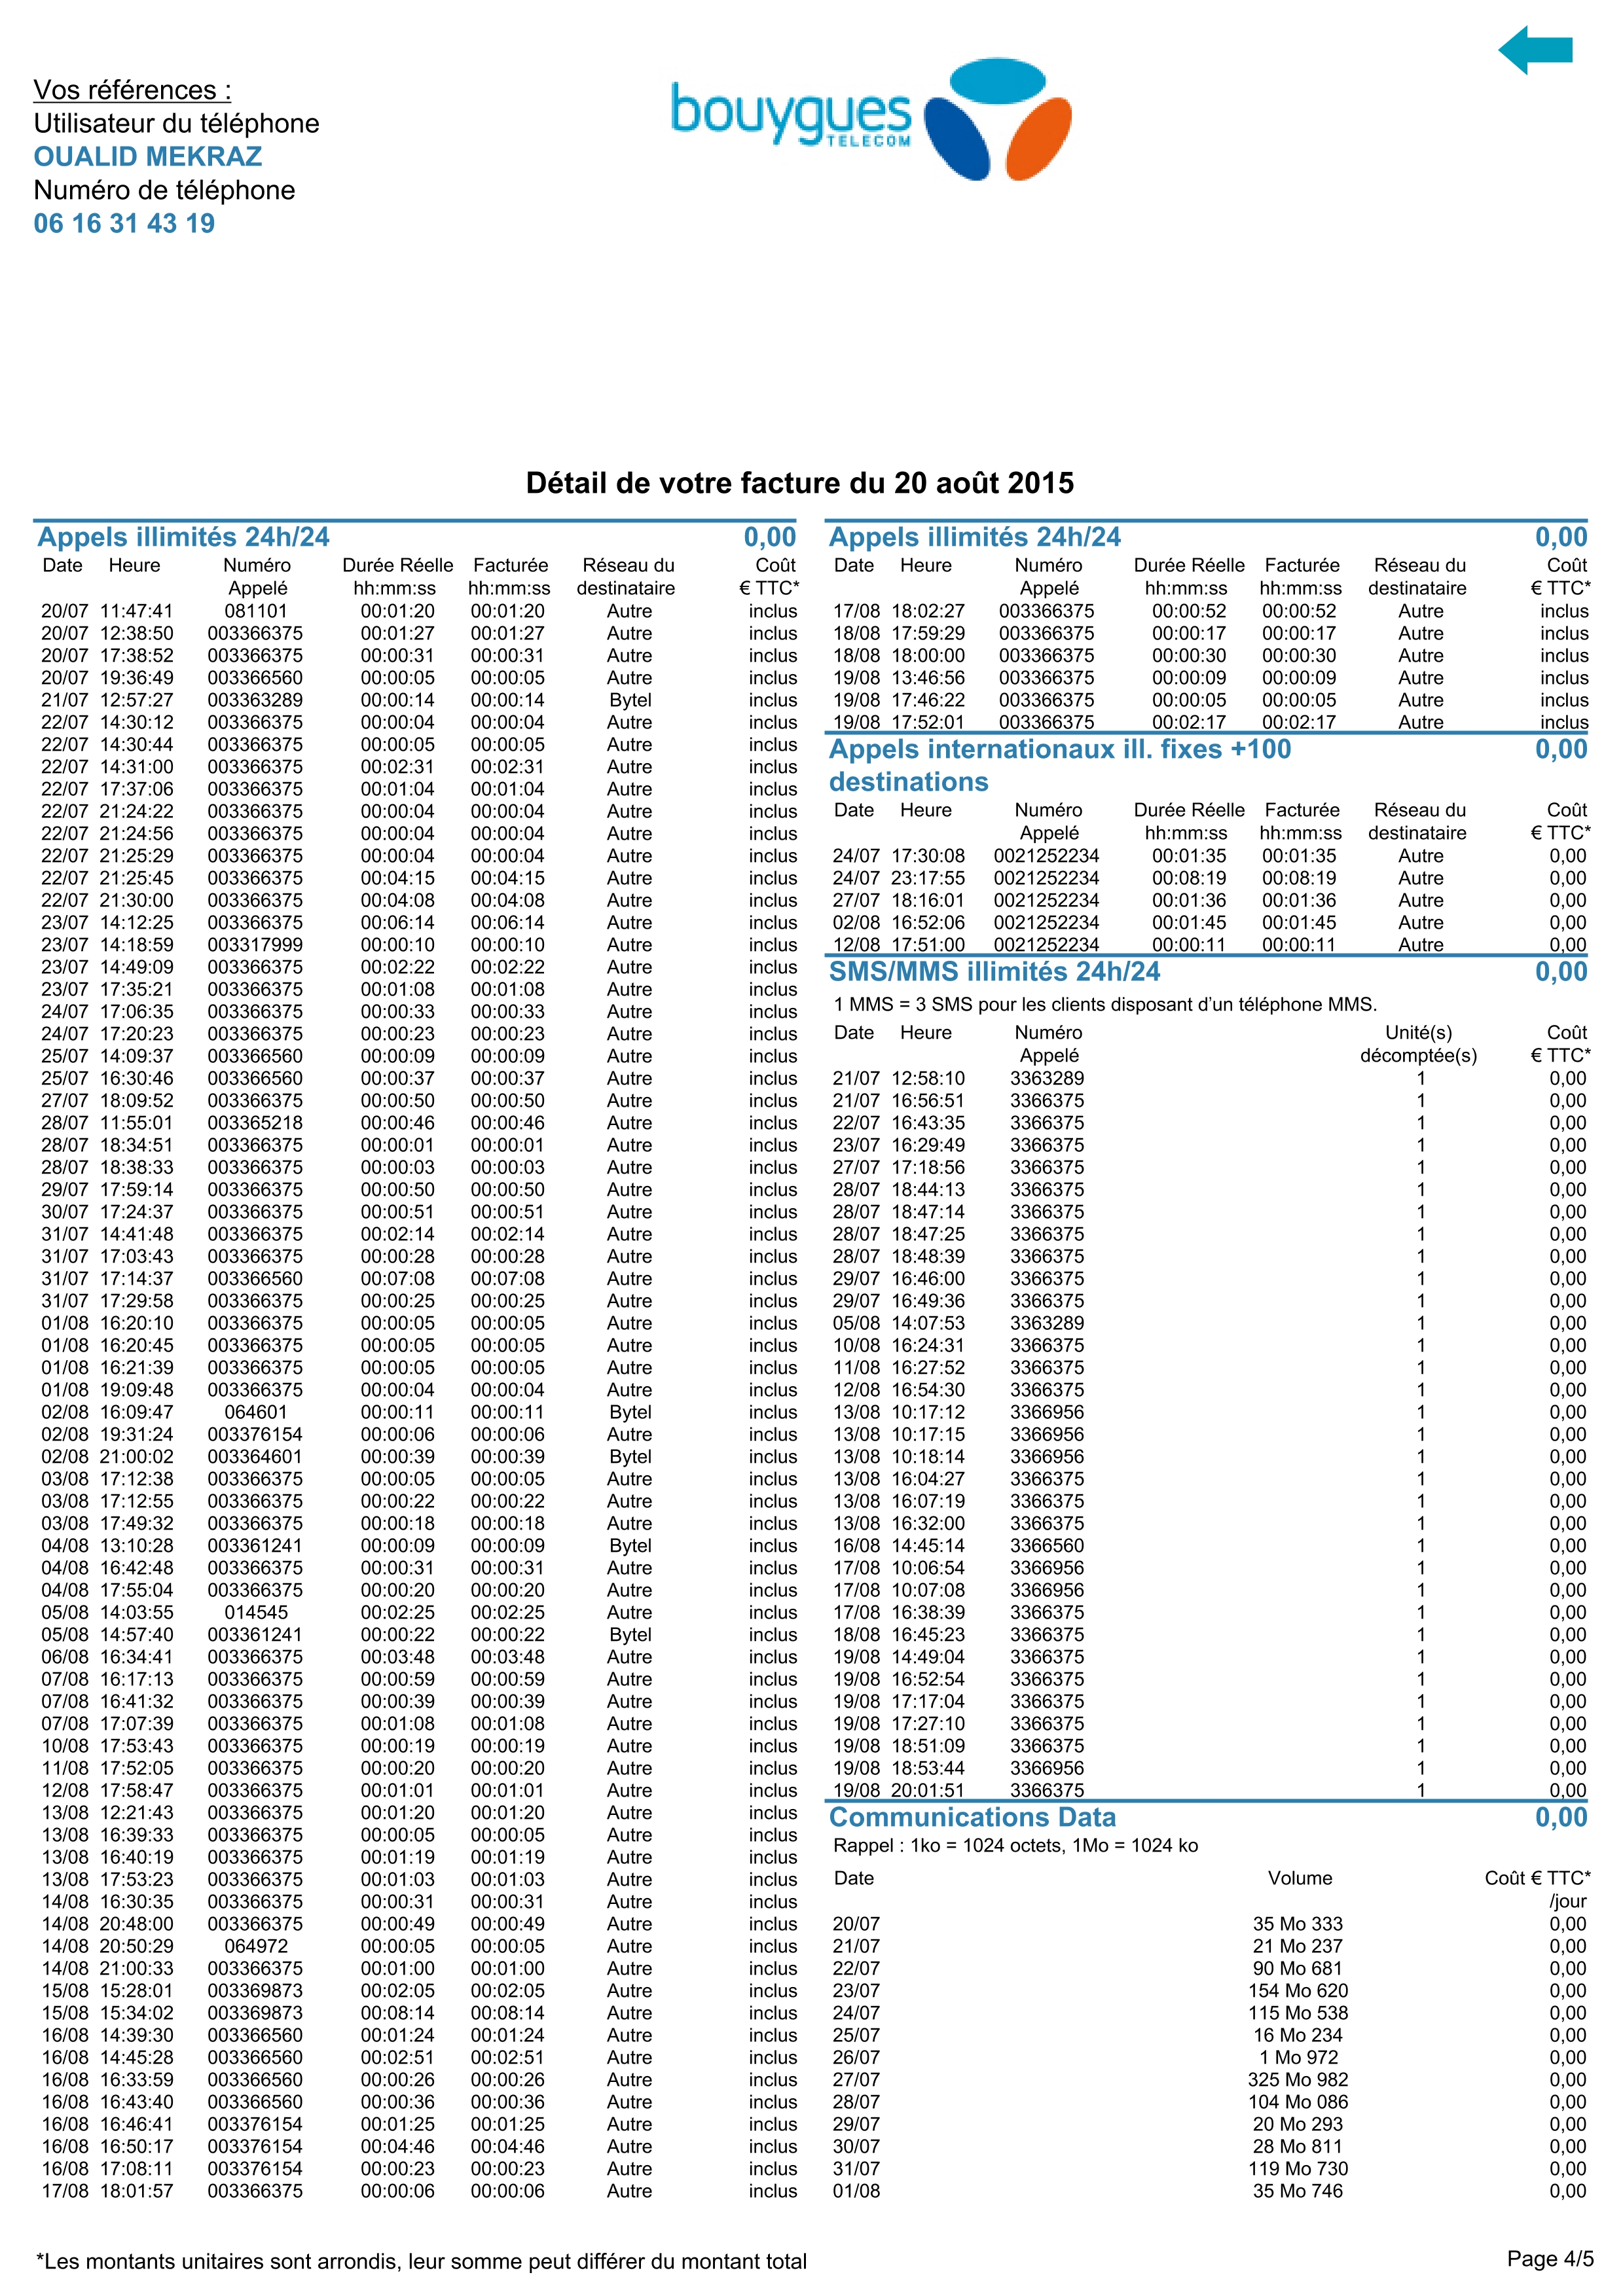 Vos références :
Utilisateur du téléphone
OUALID MEKRAZ
Numéro de téléphone
06 16 31 43 19
bouygues
TELECOM
Détail de votre facture du 20 août 2015
Appels illimités 24h/24 0,00
Date Heure Numéro Durée Réelle Facturée Réseau du Coût
Appelé hh:mm:ss hh:mm:ss destinataire € TTC*
20/07 11:47:41 081101 00:01:20 00:01:20 Autre inclus
20/07 12:38:50 003366375 00:01:27 00:01:27 Autre inclus
20/07 17:38:52 003366375 00:00:31 00:00:31 Autre inclus
20/07 19:36:49 003366560 00:00:05 00:00:05 Autre inclus
21/07 12:57:27 003363289 00:00:14 00:00:14 Bytel inclus
22/07 14:30:12 003366375 00:00:04 00:00:04 Autre inclus
22/07 14:30:44 003366375 00:00:05 00:00:05 Autre inclus
22/07 14:31:00 003366375 00:02:31 00:02:31 Autre inclus
22/07 17:37:06 003366375 00:01:04 00:01:04 Autre inclus
22/07 21:24:22 003366375 00:00:04 00:00:04 Autre inclus
22/07 21:24:56 003366375 00:00:04 00:00:04 Autre inclus
22/07 21:25:29 003366375 00:00:04 00:00:04 Autre inclus
22/07 21:25:45 003366375 00:04:15 00:04:15 Autre inclus
22/07 21:30:00 003366375 00:04:08 00:04:08 Autre inclus
23/07 14:12:25 003366375 00:06:14 00:06:14 Autre inclus
23/07 14:18:59 003317999 00:00:10 00:00:10 Autre inclus
23/07 14:49:09 003366375 00:02:22 00:02:22 Autre inclus
23/07 17:35:21 003366375 00:01:08 00:01:08 Autre inclus
24/07 17:06:35 003366375 00:00:33 00:00:33 Autre inclus
24/07 17:20:23 003366375 00:00:23 00:00:23 Autre inclus
25/07 14:09:37 003366560 00:00:09 00:00:09 Autre inclus
25/07 16:30:46 003366560 00:00:37 00:00:37 Autre inclus
27/07 18:09:52 003366375 00:00:50 00:00:50 Autre inclus
28/07 11:55:01 003365218 00:00:46 00:00:46 Autre inclus
28/07 18:34:51 003366375 00:00:01 00:00:01 Autre inclus
28/07 18:38:33 003366375 00:00:03 00:00:03 Autre inclus
29/07 17:59:14 003366375 00:00:50 00:00:50 Autre inclus
30/07 17:24:37 003366375 00:00:51 00:00:51 Autre inclus
31/07 14:41:48 003366375 00:02:14 00:02:14 Autre inclus
31/07 17:03:43 003366375 00:00:28 00:00:28 Autre inclus
31/07 17:14:37 003366560 00:07:08 00:07:08 Autre inclus
31/07 17:29:58 003366375 00:00:25 00:00:25 Autre inclus
01/08 16:20:10 003366375 00:00:05 00:00:05 Autre inclus
01/08 16:20:45 003366375 00:00:05 00:00:05 Autre inclus
01/08 16:21:39 003366375 00:00:05 00:00:05 Autre inclus
01/08 19:09:48 003366375 00:00:04 00:00:04 Autre inclus
02/08 16:09:47 064601 00:00:11 00:00:11 Bytel inclus
02/08 19:31:24 003376154 00:00:06 00:00:06 Autre inclus
02/08 21:00:02 003364601 00:00:39 00:00:39 Bytel inclus
03/08 17:12:38 003366375 00:00:05 00:00:05 Autre inclus
03/08 17:12:55 003366375 00:00:22 00:00:22 Autre inclus
03/08 17:49:32 003366375 00:00:18 00:00:18 Autre inclus
04/08 13:10:28 003361241 00:00:09 00:00:09 Bytel inclus
04/08 16:42:48 003366375 00:00:31 00:00:31 Autre inclus
04/08 17:55:04 003366375 00:00:20 00:00:20 Autre inclus
05/08 14:03:55 014545 00:02:25 00:02:25 Autre inclus
05/08 14:57:40 003361241 00:00:22 00:00:22 Bytel inclus
06/08 16:34:41 003366375 00:03:48 00:03:48 Autre inclus
07/08 16:17:13 003366375 00:00:59 00:00:59 Autre inclus
07/08 16:41:32 003366375 00:00:39 00:00:39 Autre inclus
07/08 17:07:39 003366375 00:01:08 00:01:08 Autre inclus
10/08 17:53:43 003366375 00:00:19 00:00:19 Autre inclus
11/08 17:52:05 003366375 00:00:20 00:00:20 Autre inclus
12/08 17:58:47 003366375 00:01:01 00:01:01 Autre inclus
13/08 12:21:43 003366375 00:01:20 00:01:20 Autre inclus
13/08 16:39:33 003366375 00:00:05 00:00:05 Autre inclus
13/08 16:40:19 003366375 00:01:19 00:01:19 Autre inclus
13/08 17:53:23 003366375 00:01:03 00:01:03 Autre inclus
14/08 16:30:35 003366375 00:00:31 00:00:31 Autre inclus
14/08 20:48:00 003366375 00:00:49 00:00:49 Autre inclus
14/08 20:50:29 064972 00:00:05 00:00:05 Autre inclus
14/08 21:00:33 003366375 00:01:00 00:01:00 Autre inclus
15/08 15:28:01 003369873 00:02:05 00:02:05 Autre inclus
15/08 15:34:02 003369873 00:08:14 00:08:14 Autre inclus
16/08 14:39:30 003366560 00:01:24 00:01:24 Autre inclus
16/08 14:45:28 003366560 00:02:51 00:02:51 Autre inclus
16/08 16:33:59 003366560 00:00:26 00:00:26 Autre inclus
16/08 16:43:40 003366560 00:00:36 00:00:36 Autre inclus
16/08 16:46:41 003376154 00:01:25 00:01:25 Autre inclus
16/08 16:50:17 003376154 00:04:46 00:04:46 Autre inclus
16/08 17:08:11 003376154 00:00:23 00:00:23 Autre inclus
17/08 18:01:57 003366375 00:00:06 00:00:06 Autre inclus
Appels illimités 24h/24 0,00
Date Heure Numéro Durée Réelle Facturée Réseau du Coût
Appelé hh:mm:ss hh:mm:ss destinataire € TTC*
17/08 18:02:27 003366375 00:00:52 00:00:52 Autre inclus
18/08 17:59:29 003366375 00:00:17 00:00:17 Autre inclus
18/08 18:00:00 003366375 00:00:30 00:00:30 Autre inclus
19/08 13:46:56 003366375 00:00:09 00:00:09 Autre inclus
19/08 17:46:22 003366375 00:00:05 00:00:05 Autre inclus
19/08 17:52:01 003366375 00:02:17 00:02:17 Autre inclus
Appels internationaux ill. fixes +100 0,00
destinations
Date Heure Numéro Durée Réelle Facturée Réseau du Coût
Appelé hh:mm:ss hh:mm:ss destinataire € TTC*
24/07 17:30:08 0021252234 00:01:35 00:01:35 Autre 0,00
24/07 23:17:55 0021252234 00:08:19 00:08:19 Autre 0,00
27/07 18:16:01 0021252234 00:01:36 00:01:36 Autre 0,00
02/08 16:52:06 0021252234 00:01:45 00:01:45 Autre 0,00
12/08 17:51:00 0021252234 00:00:11 00:00:11 Autre 0,00
SMS/MMS illimités 24h/24 0,00
1 MMS = 3 SMS pour les clients disposant d'un téléphone MMS.
Date Heure Numéro Unité(s) Coût
Appelé décomptée(s) € TTC*
21/07 12:58:10 3363289 1 0,00
21/07 16:56:51 3366375 1 0,00
22/07 16:43:35 3366375 1 0,00
23/07 16:29:49 3366375 1 0,00
27/07 17:18:56 3366375 1 0,00
28/07 18:44:13 3366375 1 0,00
28/07 18:47:14 3366375 1 0,00
28/07 18:47:25 3366375 1 0,00
28/07 18:48:39 3366375 1 0,00
29/07 16:46:00 3366375 1 0,00
29/07 16:49:36 3366375 1 0,00
05/08 14:07:53 3363289 1 0,00
10/08 16:24:31 3366375 1 0,00
11/08 16:27:52 3366375 1 0,00
12/08 16:54:30 3366375 1 0,00
13/08 10:17:12 3366956 1 0,00
13/08 10:17:15 3366956 1 0,00
13/08 10:18:14 3366956 1 0,00
13/08 16:04:27 3366375 1 0,00
13/08 16:07:19 3366375 1 0,00
13/08 16:32:00 3366375 1 0,00
16/08 14:45:14 3366560 1 0,00
17/08 10:06:54 3366956 1 0,00
17/08 10:07:08 3366956 1 0,00
17/08 16:38:39 3366375 1 0,00
18/08 16:45:23 3366375 1 0,00
19/08 14:49:04 3366375 1 0,00
19/08 16:52:54 3366375 1 0,00
19/08 17:17:04 3366375 1 0,00
19/08 17:27:10 3366375 1 0,00
19/08 18:51:09 3366375 1 0,00
19/08 18:53:44 3366956 1 0,00
19/08 20:01:51 3366375 1 0,00
Communications Data 0,00
Rappel : 1ko = 1024 octets, 1Mo = 1024 ko
Date Volume Coût € TTC*
/jour
20/07 35 Mo 333 0,00
21/07 21 Mo 237 0,00
22/07 90 Mo 681 0,00
23/07 154 Mo 620 0,00
24/07 115 Mo 538 0,00
25/07 16 Mo 234 0,00
26/07 1 Mo 972 0,00
27/07 325 Mo 982 0,00
28/07 104 Mo 086 0,00
29/07 20 Mo 293 0,00
30/07 28 Mo 811 0,00
31/07 119 Mo 730 0,00
01/08 35 Mo 746 0,00
*Les montants unitaires sont arrondis, leur somme peut différer du montant total
Page 4/5